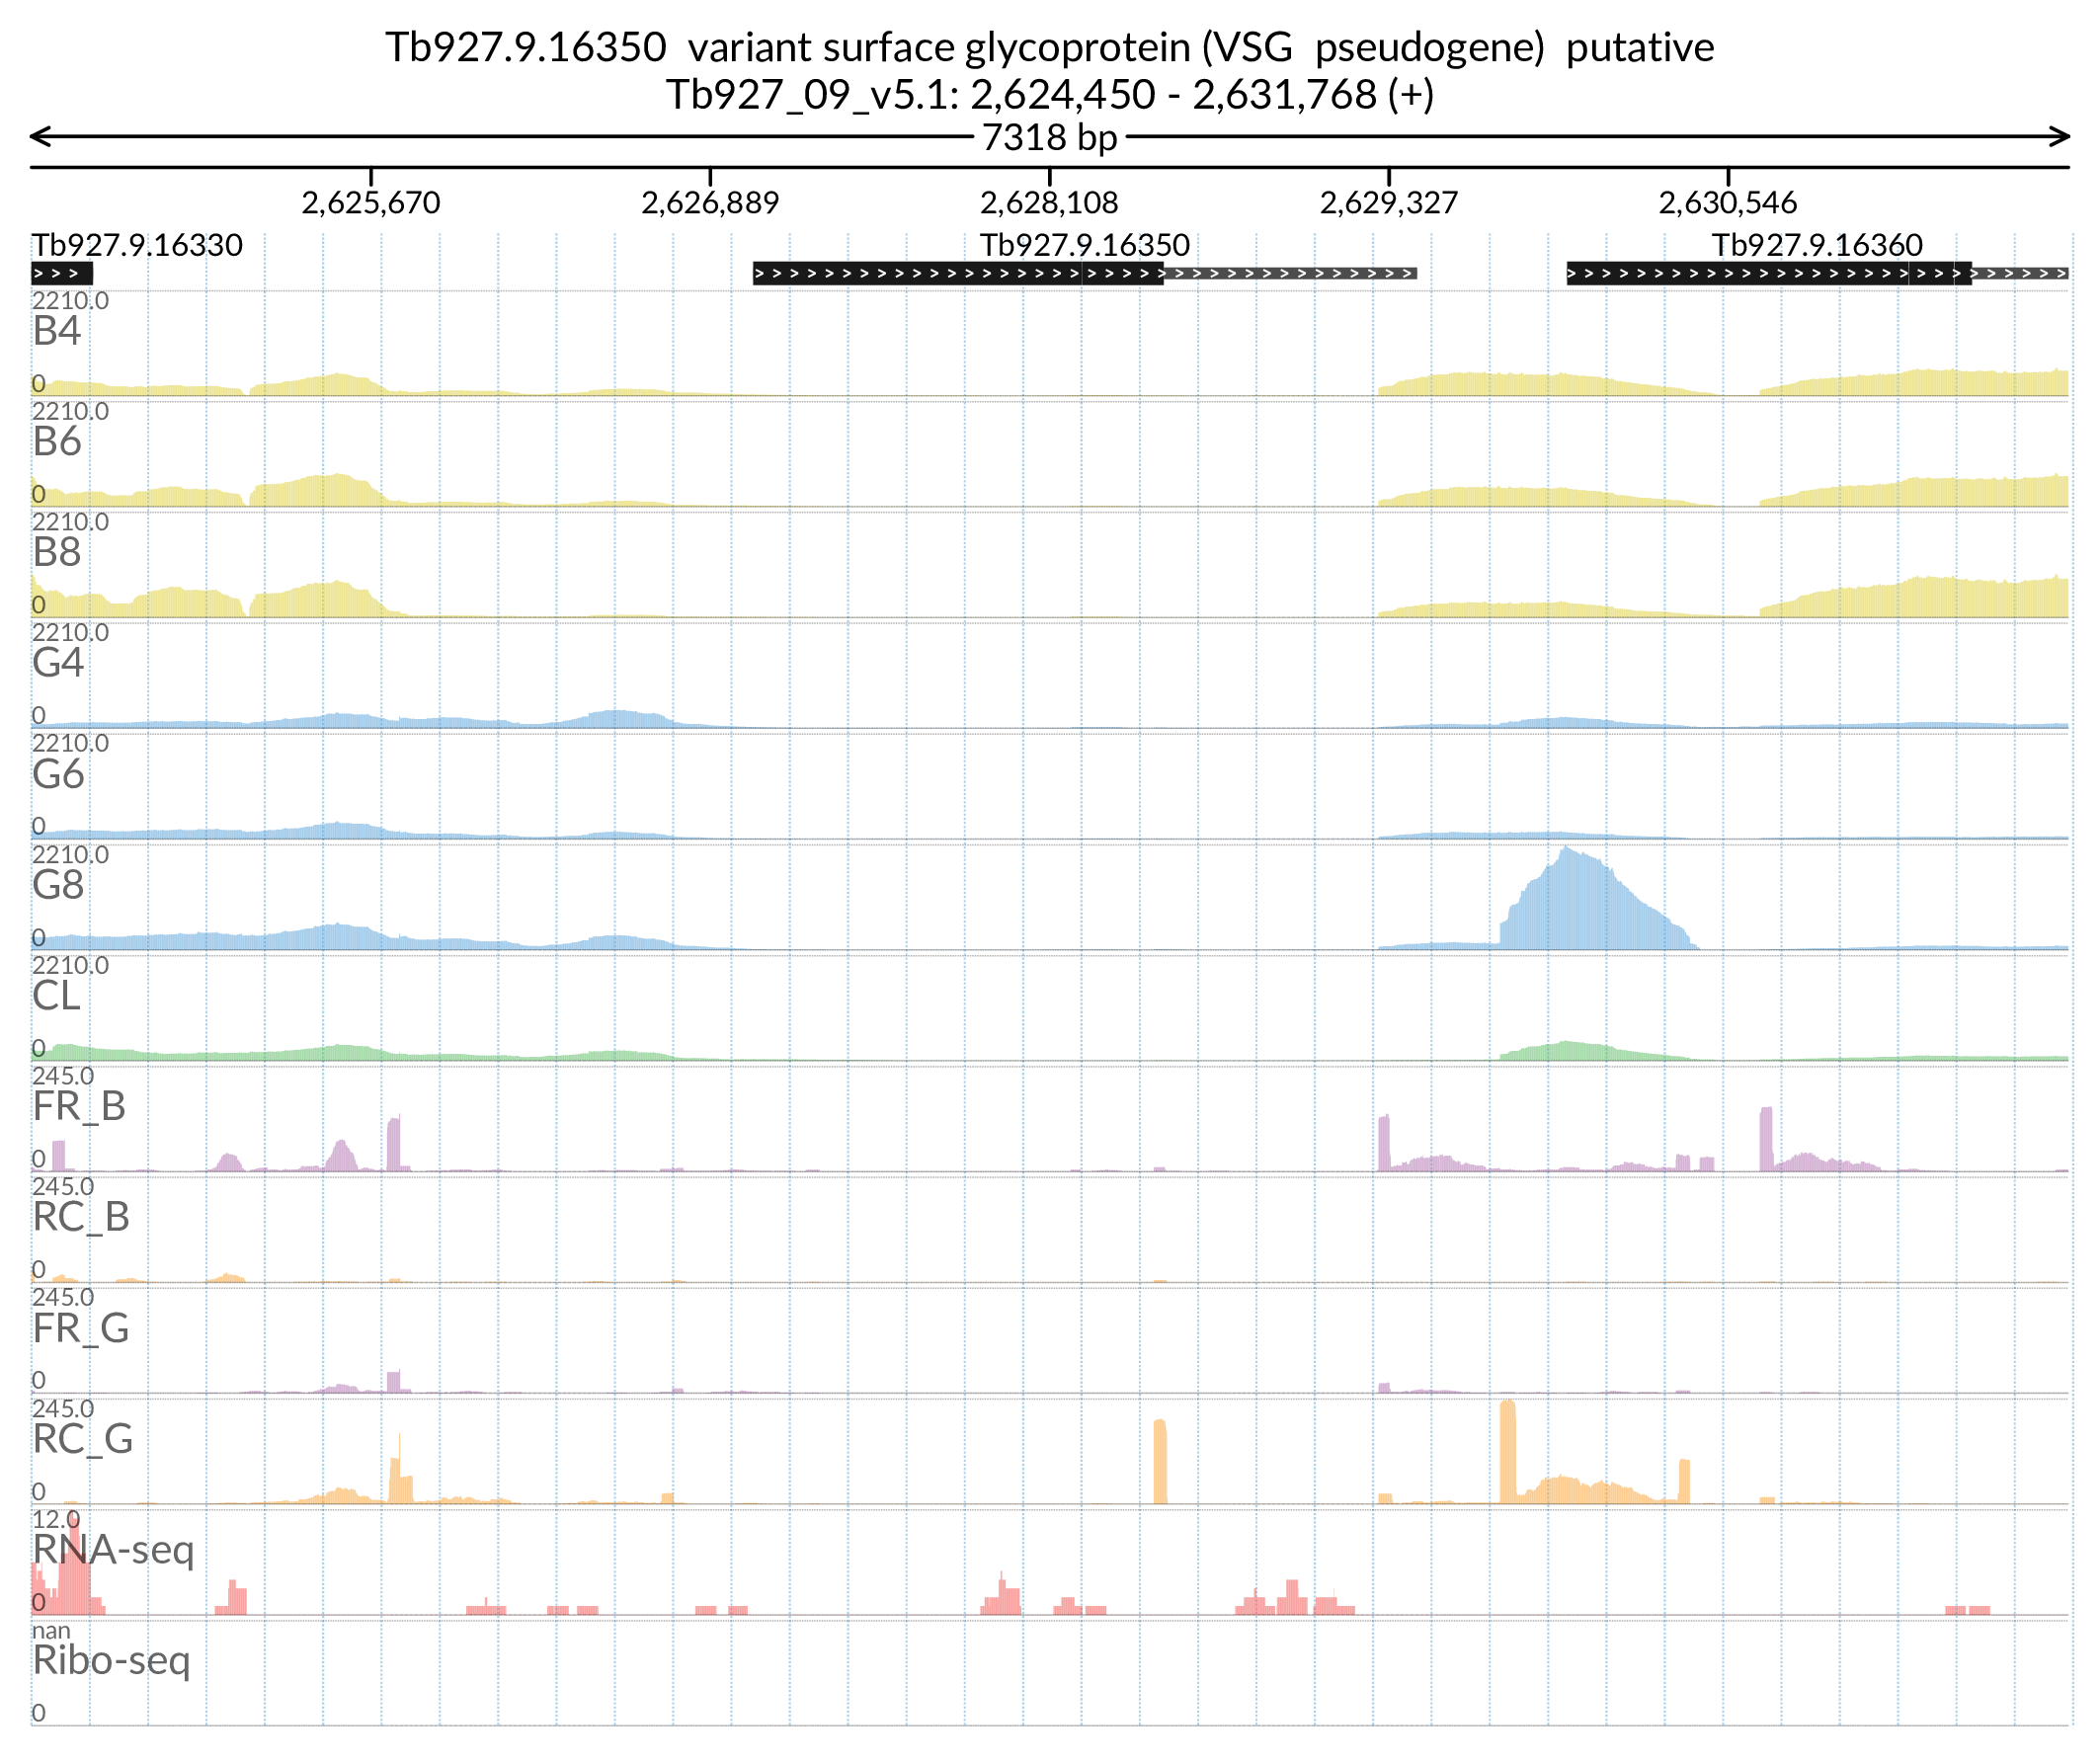 Tb927.9.16350  variant surface glycoprotein (VSG  pseudogene)  putative
Tb927_09_v5.1: 2,624,450 - 2,631,768 (+)
7318 bp
2,625,670 2,626,889 2,628,108 2,629,327 2,630,546
Tb927.9.16330 Tb927.9.16350 Tb927.9.16360
2210.0
B4
0
2210.0
B6
0
2210.0
B8
0
2210.0
G4
0
2210.0
G6
0
2210.0
G8
0
2210.0
CL
0
245.0
FR_B
0
245.0
RC_B
0
245.0
FR_G
0
245.0
RC_G
0
12.0
RNA-seq
0
nan
Ribo-seq
0